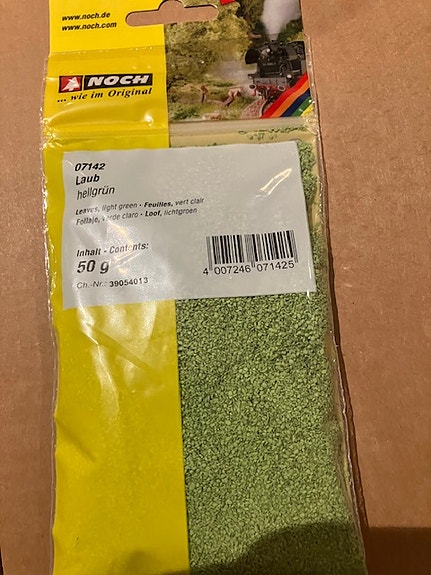 www.noch.de
www.noch.com
NOCH
... wie im Original
07142
Laub
hellgrün
Leaves, light green · Feuilles, vert clair
Follaje, verde claro · Loof, lichtgroen
Inhalt - Contents:
50 g
Ch.-Nr.: 39054013
4 007246 071425